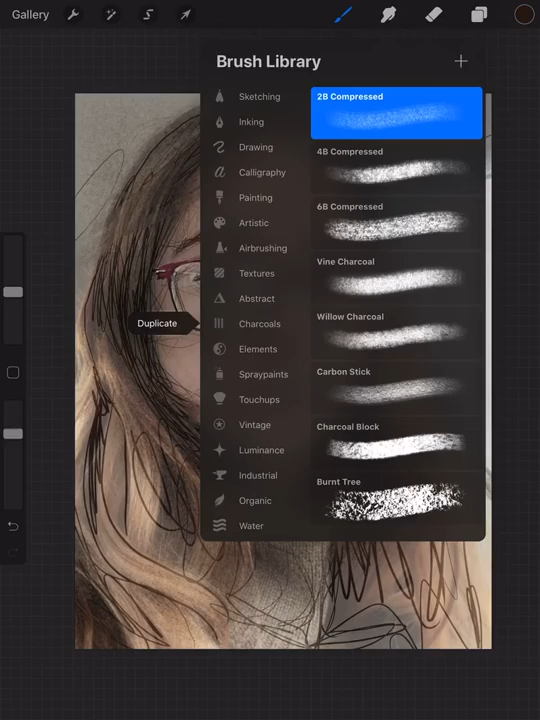 Gallery
Brush Library
Sketching
Inking
Drawing
Calligraphy
Painting
Artistic
Airbrushing
Textures
Abstract
Charcoals
Elements
Spraypaints
Touchups
Vintage
Luminance
Industrial
Organic
Water
2B Compressed
4B Compressed
6B Compressed
Vine Charcoal
Willow Charcoal
Carbon Stick
Charcoal Block
Burnt Tree
Duplicate